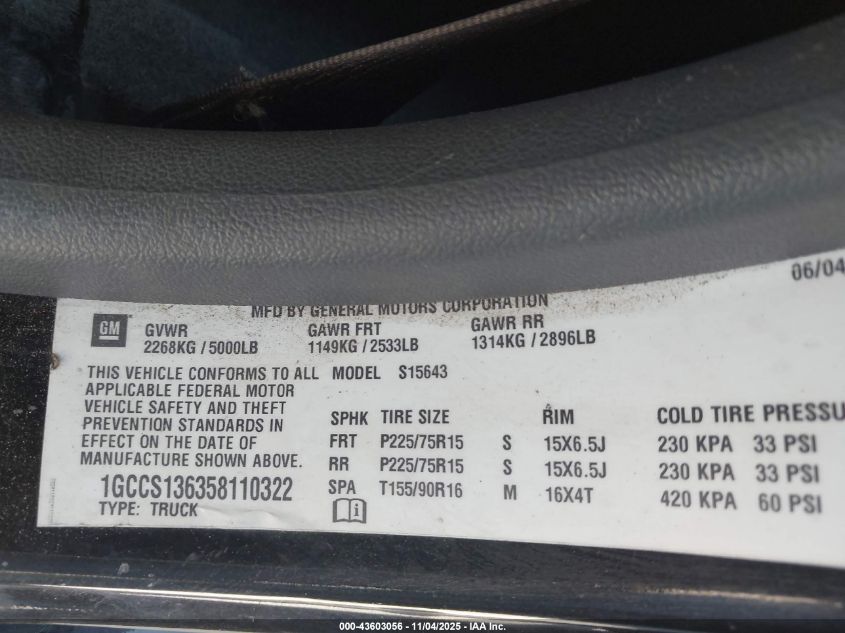 06/04
MFD BY GENERAL MOTORS CORPORATION
GM
GVWR GAWR FRT GAWR RR
2268KG / 5000LB 1149KG / 2533LB 1314KG / 2896LB
THIS VEHICLE CONFORMS TO ALL MODEL S15643
APPLICABLE FEDERAL MOTOR
VEHICLE SAFETY AND THEFT
PREVENTION STANDARDS IN
EFFECT ON THE DATE OF
MANUFACTURE SHOWN ABOVE.
SPHK TIRE SIZE RIM COLD TIRE PRESSU
FRT P225/75R15 S 15X6.5J 230 KPA 33 PSI
RR P225/75R15 S 15X6.5J 230 KPA 33 PSI
SPA T155/90R16 M 16X4T 420 KPA 60 PSI
1GCCS136358110322
TYPE: TRUCK
000-43603056 — 11/04/2025 — IAA Inc.